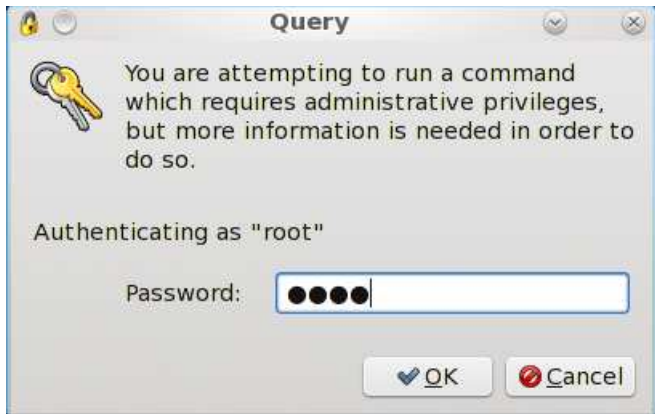 Query
You are attempting to run a command
which requires administrative privileges,
but more information is needed in order to
do so.
Authenticating as "root"
Password: ●●●●
OK Cancel